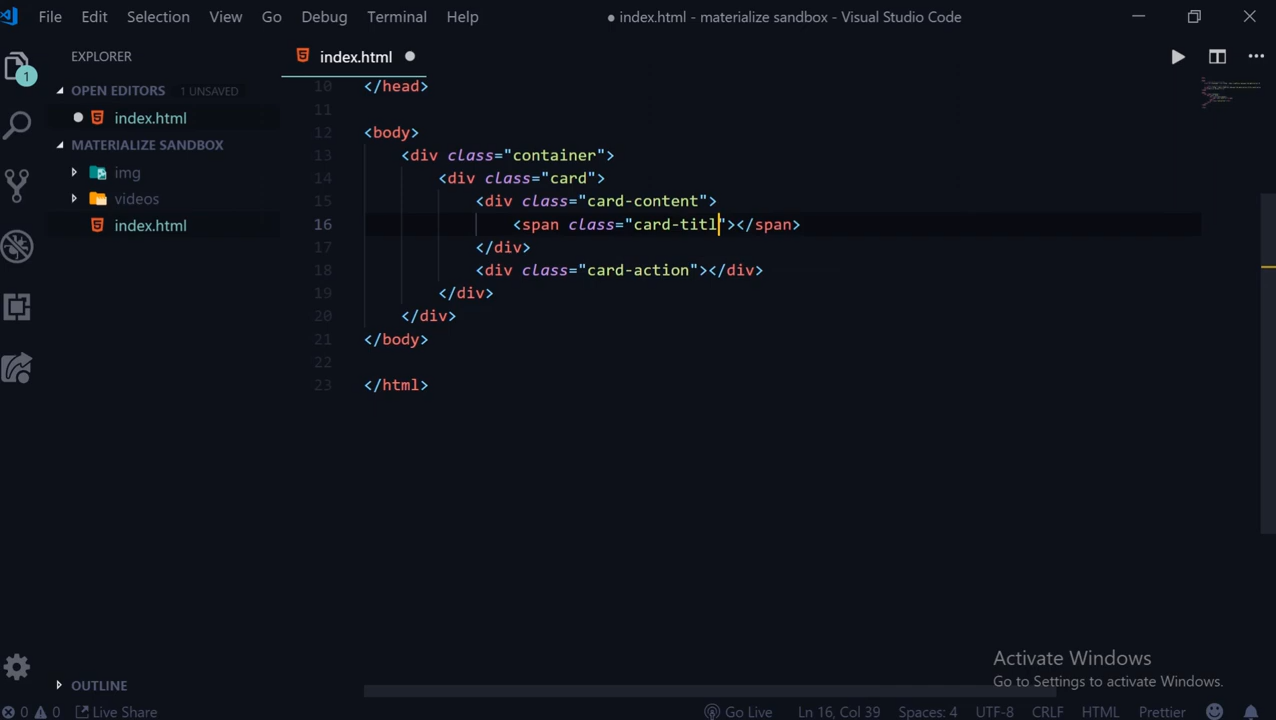 File Edit Selection View Go Debug Terminal Help
● index.html - materialize sandbox - Visual Studio Code
EXPLORER
index.html
OPEN EDITORS 1 UNSAVED
index.html
MATERIALIZE SANDBOX
img
videos
index.html
1
10 </head>
11
12 <body>
13 <div class="container">
14 <div class="card">
15 <div class="card-content">
16 <span class="card-titl"></span>
17 </div>
18 <div class="card-action"></div>
19 </div>
20 </div>
21 </body>
22
23 </html>
Activate Windows
Go to Settings to activate Windows.
OUTLINE
0 0 Live Share Go Live Ln 16, Col 39 Spaces: 4 UTF-8 CRLF HTML Prettier